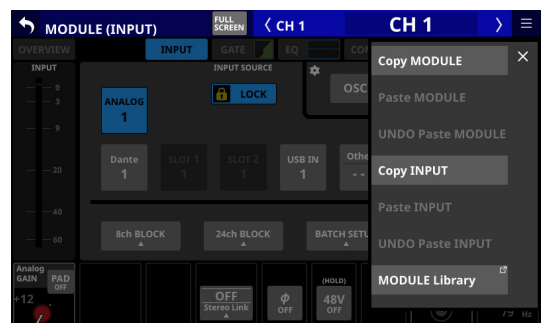 MODULE (INPUT)
FULL
SCREEN
CH 1
CH 1
OVERVIEW
INPUT
GATE
EQ
INPUT
INPUT SOURCE
0
3
9
20
40
60
ANALOG
1
LOCK
OSC
Dante
1
SLOT 1
1
SLOT 2
1
USB IN
1
--
8ch BLOCK
24ch BLOCK
Analog
GAIN
PAD
OFF
+12
OFF
Stereo Link
ϕ
OFF
(HOLD)
48V
OFF
79 Hz
Copy MODULE
Paste MODULE
UNDO Paste MODULE
Copy INPUT
Paste INPUT
UNDO Paste INPUT
MODULE Library